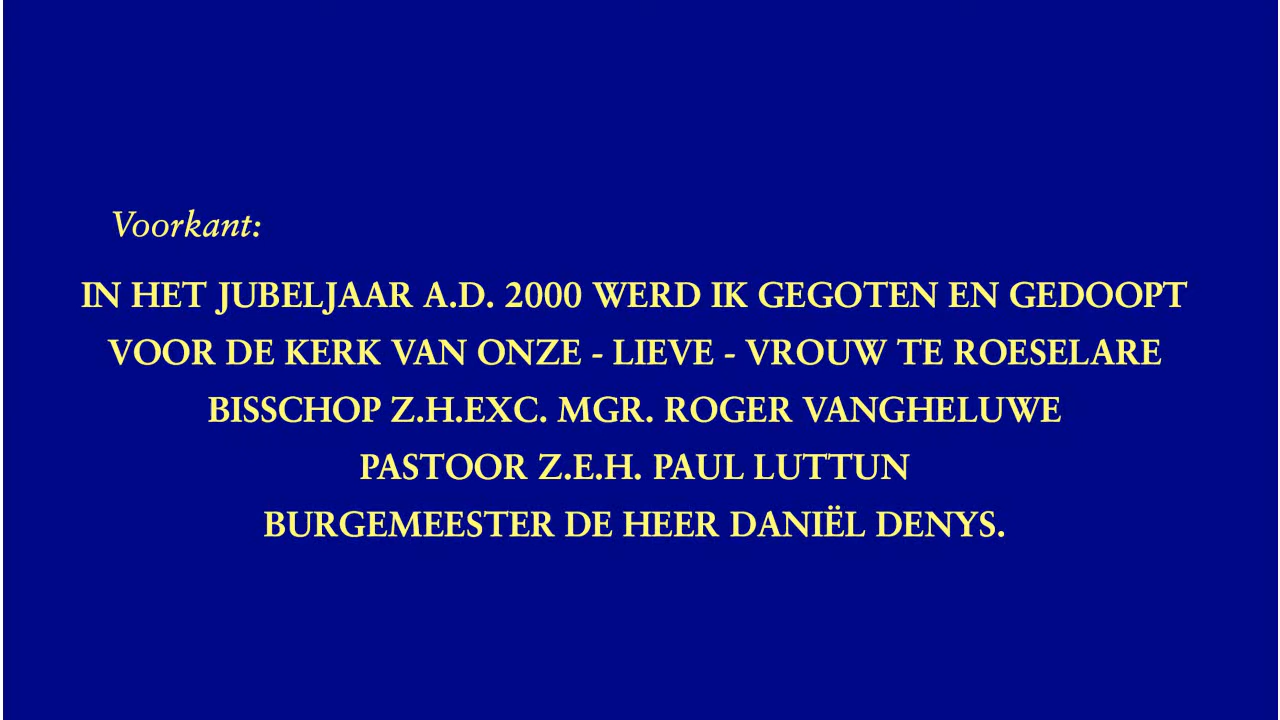 Voorkant:
IN HET JUBELJAAR A.D. 2000 WERD IK GEGOTEN EN GEDOOPT
VOOR DE KERK VAN ONZE - LIEVE - VROUW TE ROESELARE
BISSCHOP Z.H.EXC. MGR. ROGER VANGHELUWE
PASTOOR Z.E.H. PAUL LUTTUN
BURGEMEESTER DE HEER DANIËL DENYS.